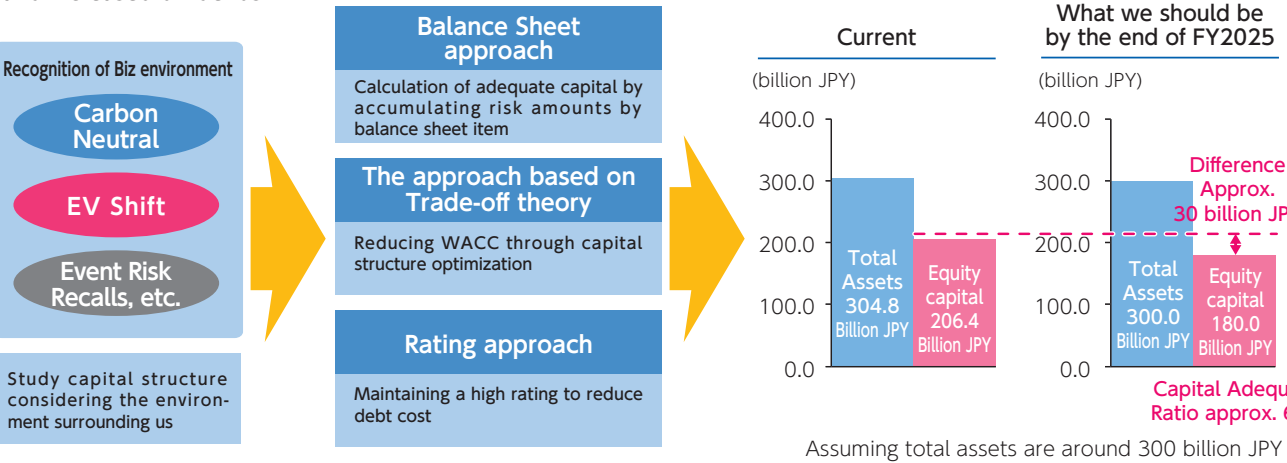 Recognition of Biz environment
Carbon
Neutral
EV Shift
Event Risk
Recalls, etc.
Study capital structure
considering the environ-
ment surrounding us
Balance Sheet
approach
Calculation of adequate capital by
accumulating risk amounts by
balance sheet item
The approach based on
Trade-off theory
Reducing WACC through capital
structure optimization
Rating approach
Maintaining a high rating to reduce
debt cost
Current
(billion JPY)
400.0
300.0
200.0
100.0
0.0
Total
Assets
304.8
Billion JPY
Equity
capital
206.4
Billion JPY
What we should be
by the end of FY2025
(billion JPY)
400.0
300.0
200.0
100.0
0.0
Difference
Approx.
30 billion JP
Total
Assets
300.0
Billion JPY
Equity
capital
180.0
Billion JPY
Capital Adequ
Ratio approx.
Assuming total assets are around 300 billion JPY